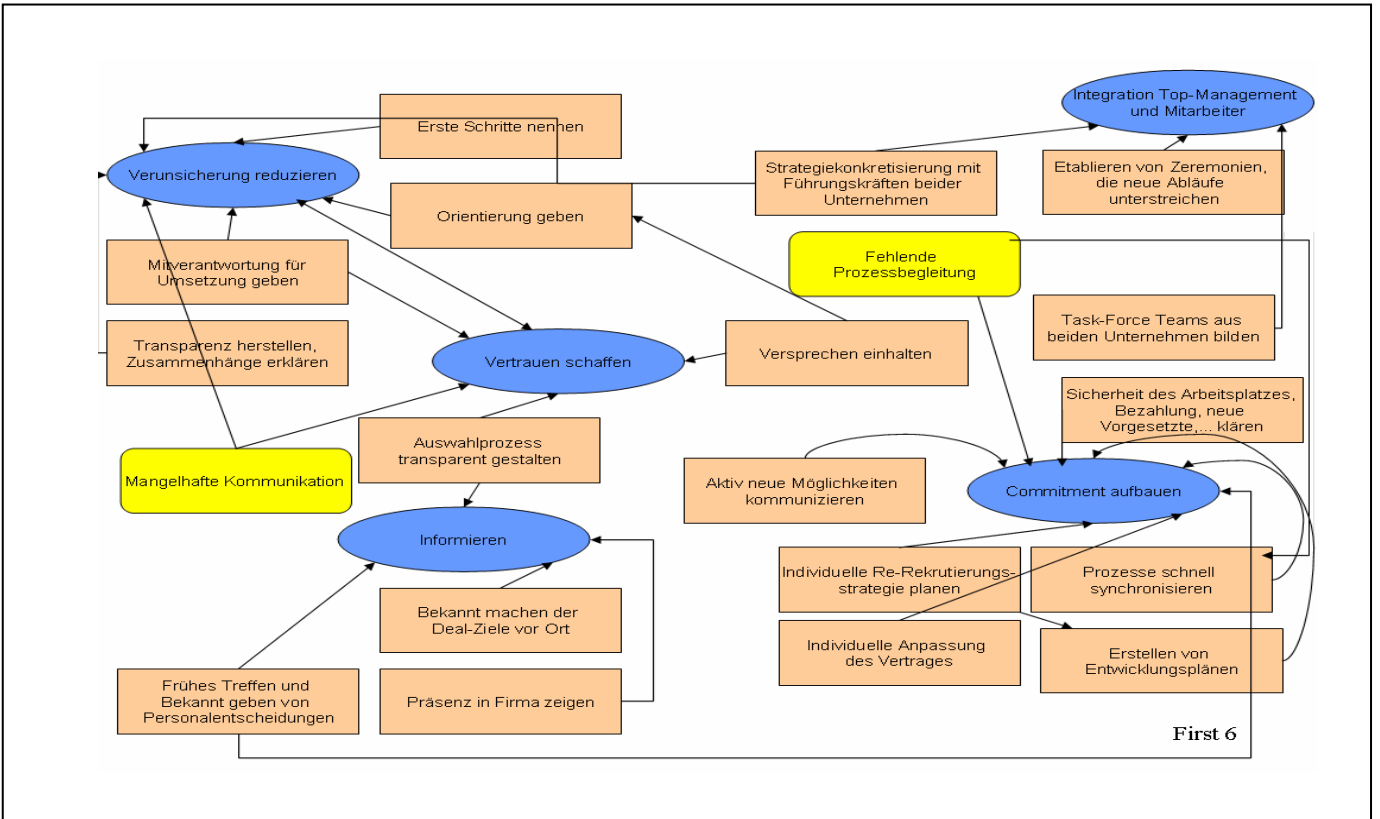 Integration Top-Management
und Mitarbeiter
Erste Schritte nennen
Verunsicherung reduzieren
Strategiekonkretisierung mit
Führungskräften beider
Unternehmen
Etablieren von Zeremonien,
die neue Abläufe
unterstreichen
Orientierung geben
Fehlende
Prozessbegleitung
Mitverantwortung für
Umsetzung geben
Task-Force Teams aus
beiden Unternehmen bilden
Transparenz herstellen,
Zusammenhänge erklären
Vertrauen schaffen
Versprechen einhalten
Sicherheit des Arbeitsplatzes,
Bezahlung, neue
Vorgesetzte,... klären
Auswahlprozess
transparent gestalten
Mangelhafte Kommunikation
Aktiv neue Möglichkeiten
kommunizieren
Commitment aufbauen
Informieren
Individuelle Re-Rekrutierungs-
strategie planen
Prozesse schnell
synchronisieren
Bekannt machen der
Deal-Ziele vor Ort
Individuelle Anpassung
des Vertrages
Erstellen von
Entwicklungsplänen
Frühes Treffen und
Bekannt geben von
Personalentscheidungen
Präsenz in Firma zeigen
First 6